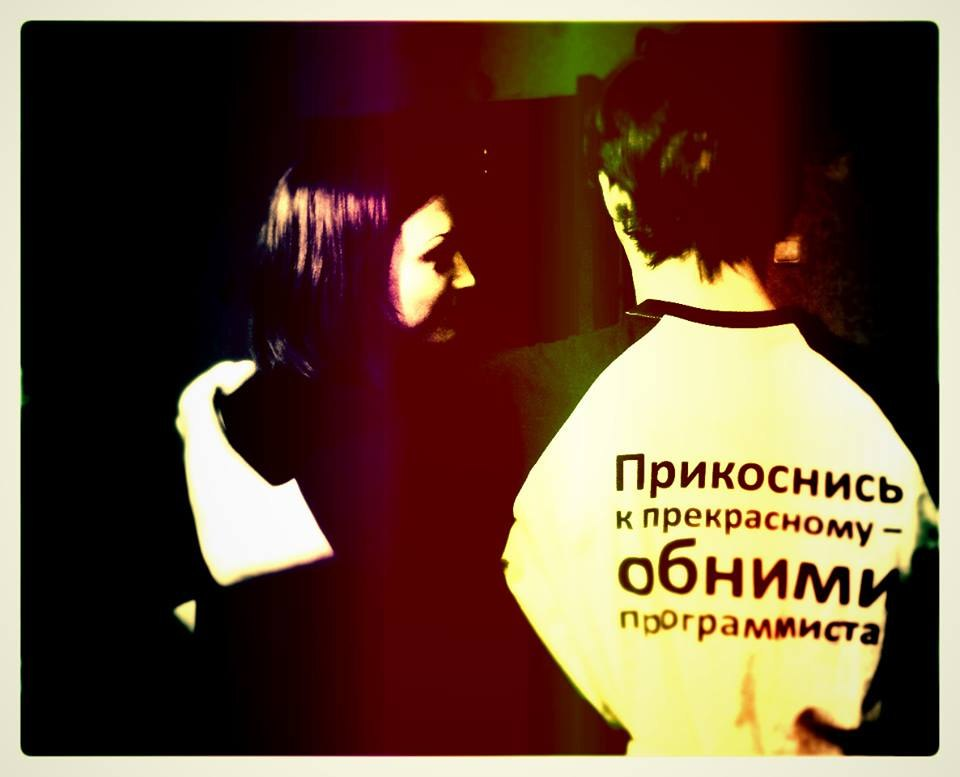 Прикоснись
к прекрасному –
обними
программиста